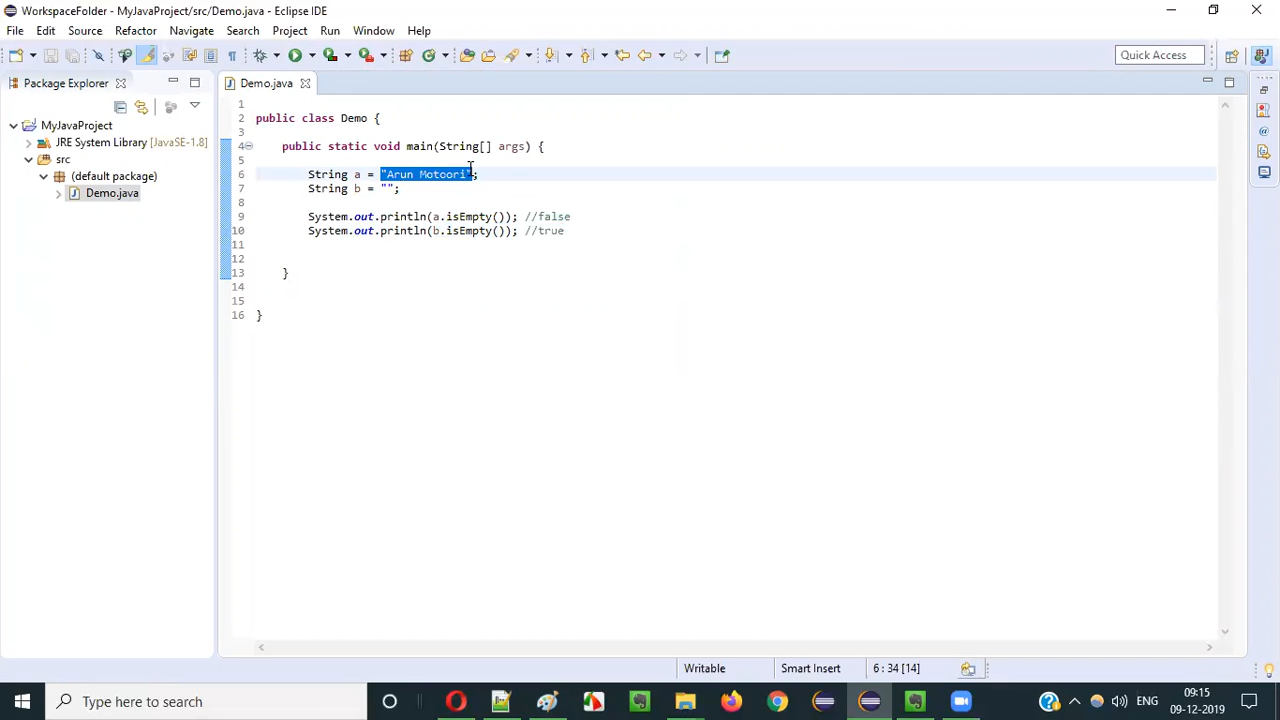 WorkspaceFolder - MyJavaProject/src/Demo.java - Eclipse IDE
File Edit Source Refactor Navigate Search Project Run Window Help
Quick Access
Package Explorer
MyJavaProject
JRE System Library [JavaSE-1.8]
src
(default package)
Demo.java
Demo.java
1
2 public class Demo {
3
4 public static void main(String[] args) {
5
6 String a = "Arun Motoori";
7 String b = "";
8
9 System.out.println(a.isEmpty()); //false
10 System.out.println(b.isEmpty()); //true
11
12
13 }
14
15
16 }
Writable Smart Insert 6 : 34 [14]
Type here to search
ENG
09:15
09-12-2019